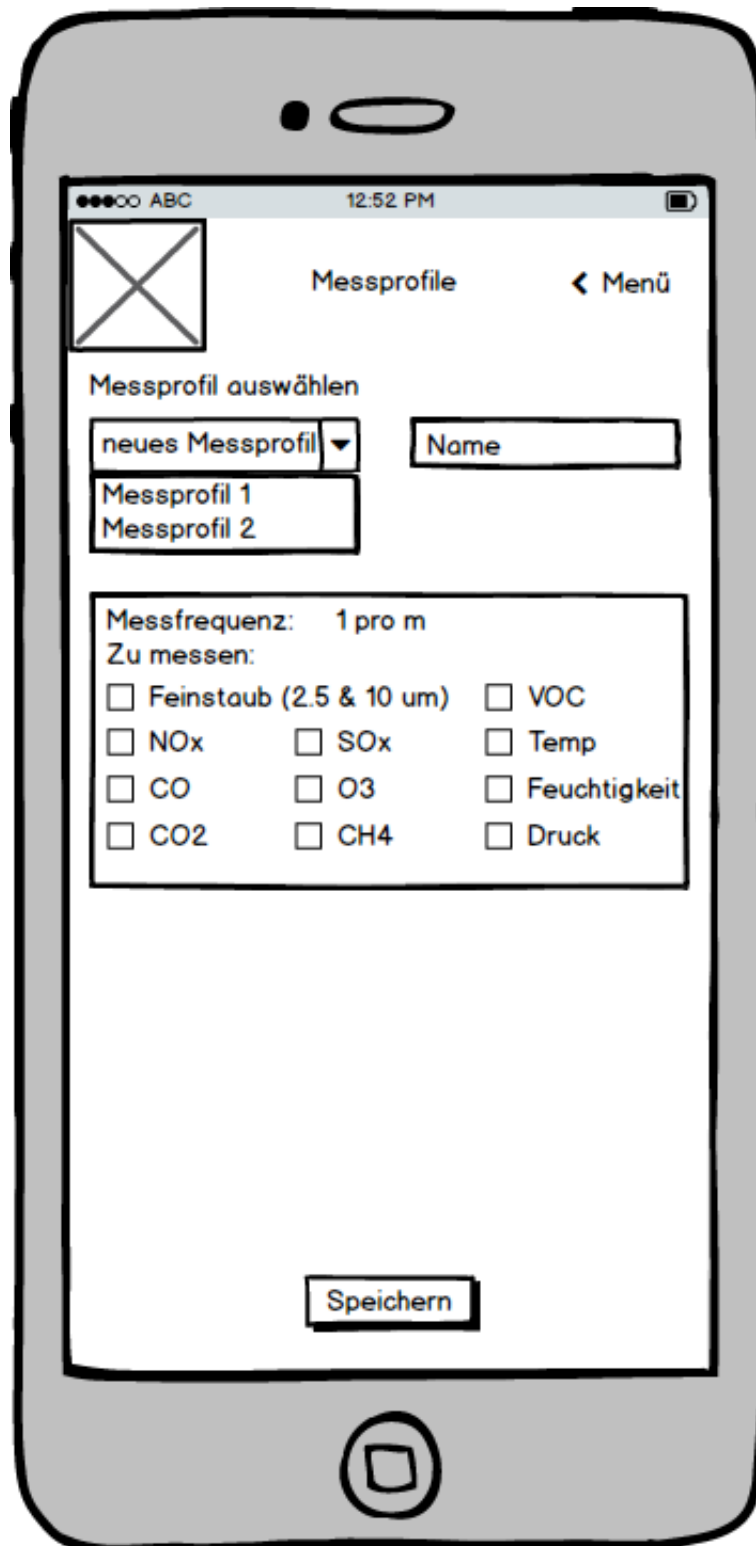 ABC 12:52 PM
Messprofile < Menü
Messprofil auswählen
neues Messprofil Name
Messprofil 1
Messprofil 2
Messfrequenz: 1 pro m
Zu messen:
Feinstaub (2.5 & 10 um) VOC
NOx SOx Temp
CO O3 Feuchtigkeit
CO2 CH4 Druck
Speichern